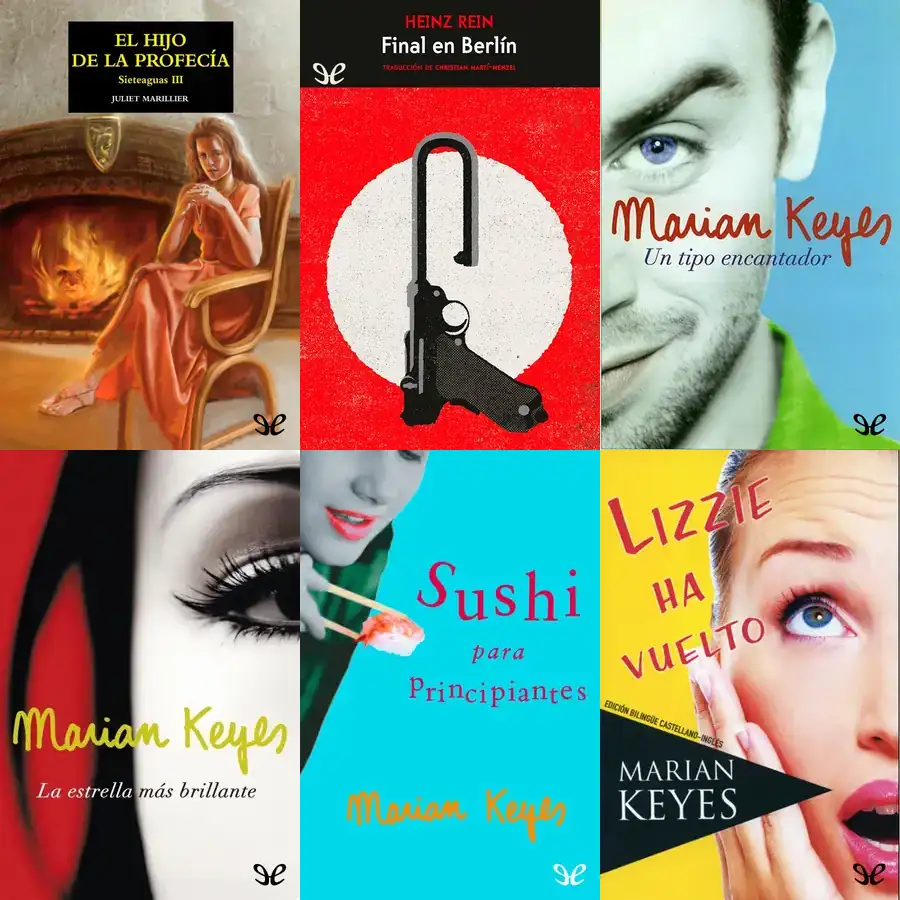 EL HIJO
DE LA PROFECÍA
Sieteaguas III
JULIET MARILLIER
HEINZ REIN
Final en Berlín
TRADUCCIÓN DE CHRISTIAN MARTÍ-MENZEL
Marian Keyes
Un tipo encantador
Marian Keyes
La estrella más brillante
Sushi
para
Principiantes
Marian Keyes
LIZZIE
HA
VUELTO
EDICIÓN BILINGÜE CASTELLANO-INGLÉS
MARIAN
KEYES